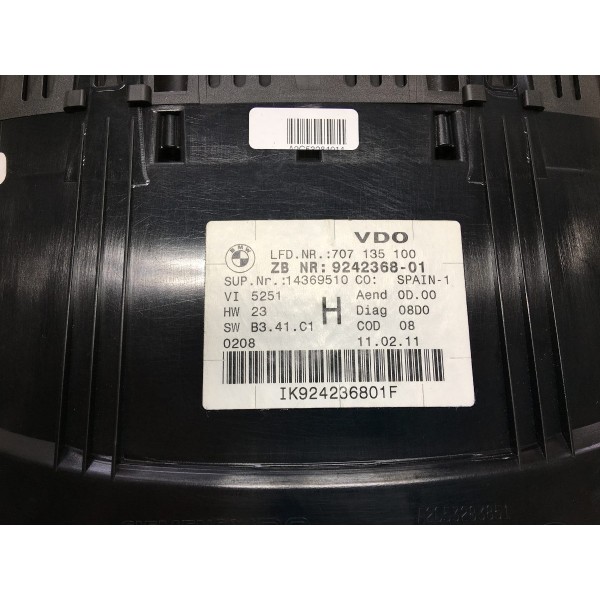 BMW
VDO
LFD.NR.:707 135 100
ZB NR: 9242368-01
SUP.Nr.:14369510 CO: SPAIN-1
VI 5251 Aend 0D.00
HW 23 H Diag 08D0
SW B3.41.C1 COD 08
0208 11.02.11
IK924236801F